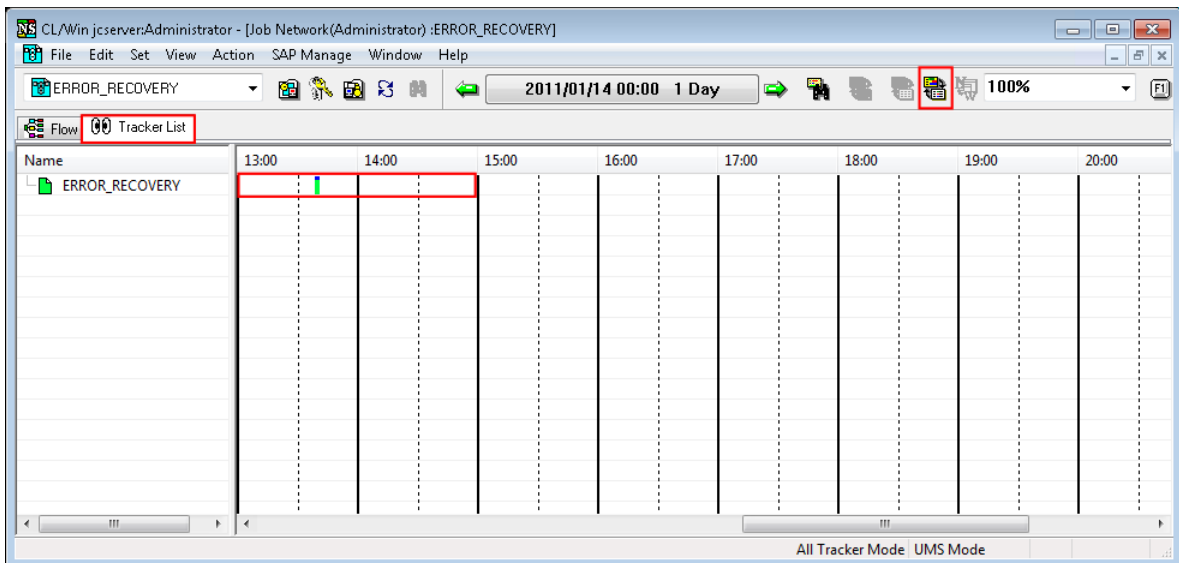 NS CL/Win jcserver:Administrator - [Job Network(Administrator) :ERROR_RECOVERY]
File Edit Set View Action SAP Manage Window Help
ERROR_RECOVERY 2011/01/14 00:00 1 Day 100% F1
Flow Tracker List
Name 13:00 14:00 15:00 16:00 17:00 18:00 19:00 20:00
ERROR_RECOVERY
All Tracker Mode UMS Mode